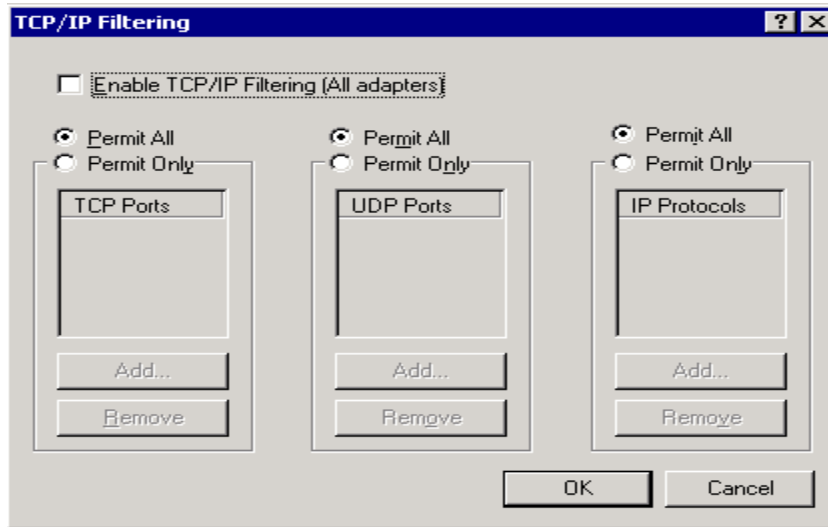 TCP/IP Filtering
Enable TCP/IP Filtering (All adapters)
Permit All
Permit Only
TCP Ports
Add...
Remove
Permit All
Permit Only
UDP Ports
Add...
Remove
Permit All
Permit Only
IP Protocols
Add...
Remove
OK
Cancel